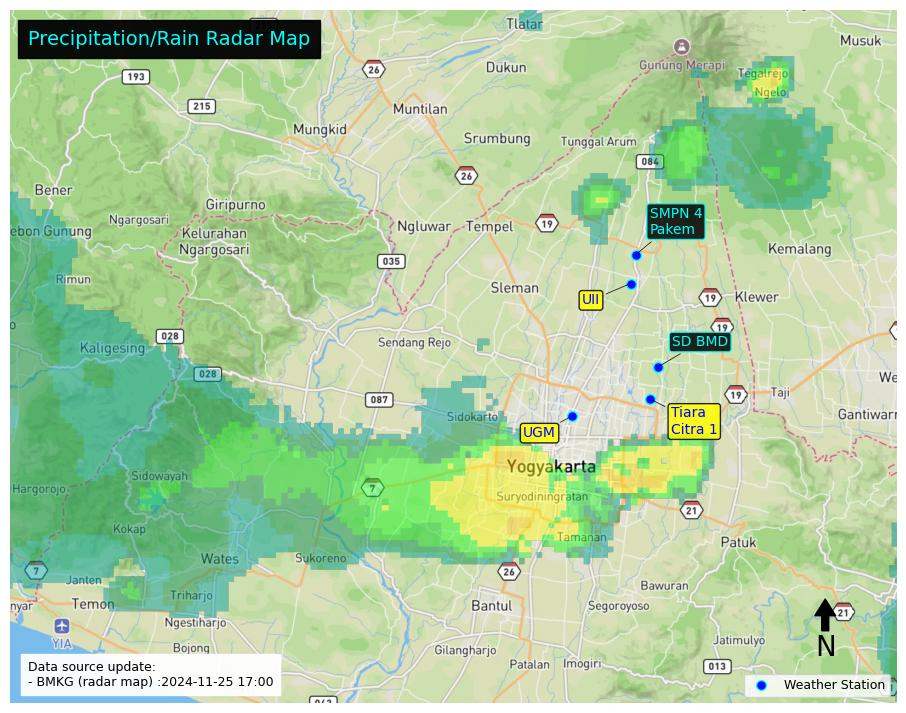 Tlatar
Precipitation/Rain Radar Map
Musuk
Gunung Merapi
26
Dukun
193
Tegalrejo
Ngelo
215
Muntilan
Mungkid
Srumbung
Tunggal Arum
084
26
Bener
Giripurno
Ngargosari
SMPN 4
Pakem
ebon Gunung
Kelurahan
Ngargosari
Ngluwar
Tempel
19
Kemalang
035
Rimun
Sleman
UII
19
Klewer
19
028
Kaligesing
Sendang Rejo
SD BMD
028
We
087
19
Taji
Sidokarto
Tiara
Citra 1
Gantiwarn
UGM
Yogyakarta
Sidowayah
Hargorojo
7
Suryodiningratan
21
Kokap
Tamanan
Patuk
Wates
Sukoreno
7
26
Janten
Bawuran
Triharjo
nyar
Temon
Bantul
Segoroyoso
21
Ngestiharjo
YIA
N
Jatimulyo
Bojong
Gilangharjo
Data source update:
- BMKG (radar map) :2024-11-25 17:00
Patalan
Imogiri
013
Weather Station